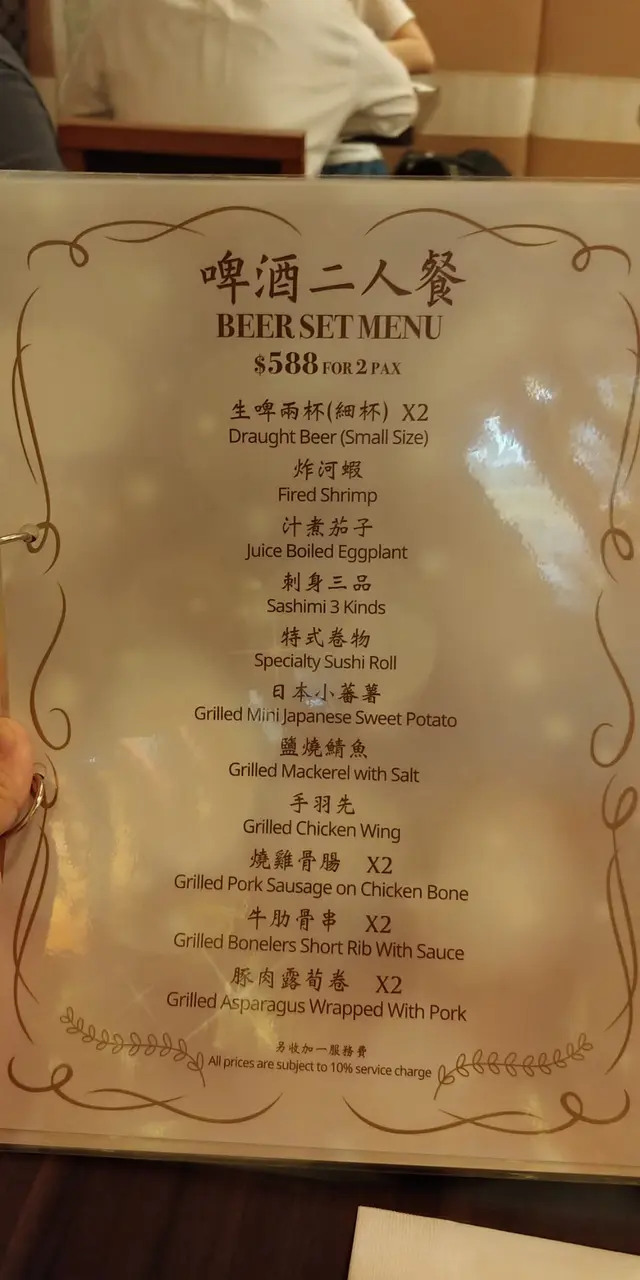 啤酒二人餐
BEER SET MENU
$588 FOR 2 PAX
生啤兩杯(細杯) X2
Draught Beer (Small Size)
炸河蝦
Fired Shrimp
汁煮茄子
Juice Boiled Eggplant
刺身三品
Sashimi 3 Kinds
特式卷物
Specialty Sushi Roll
日本小蕃薯
Grilled Mini Japanese Sweet Potato
鹽燒鯖魚
Grilled Mackerel with Salt
手羽先
Grilled Chicken Wing
燒雞骨腸 X2
Grilled Pork Sausage on Chicken Bone
牛肋骨串 X2
Grilled Bonelers Short Rib With Sauce
豚肉露荀卷 X2
Grilled Asparagus Wrapped With Pork
另收加一服務費
All prices are subject to 10% service charge